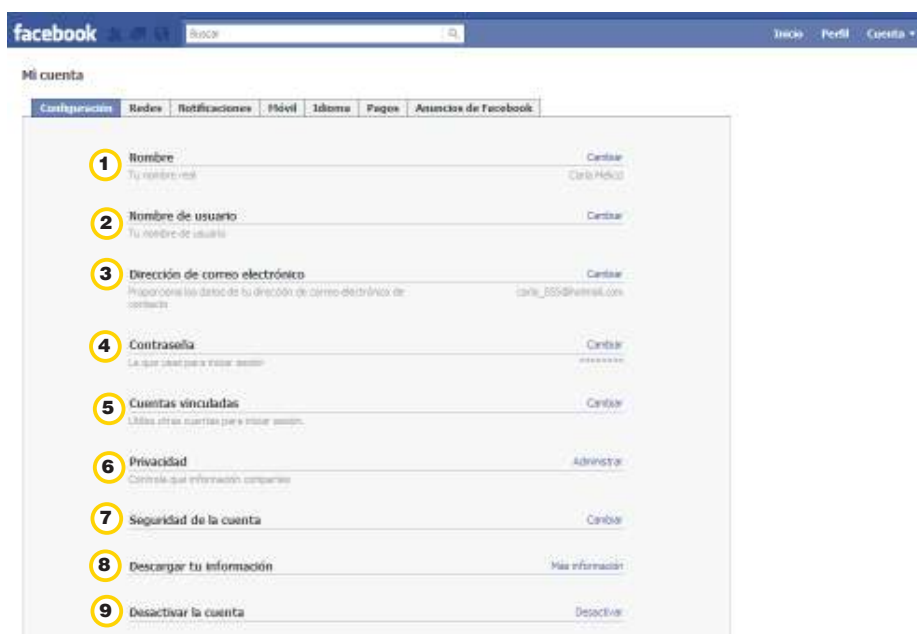 facebook
Buscar
Inicio Perfil Cuenta
Mi cuenta
Configuración Redes Notificaciones Móvil Idioma Pagos Anuncios de Facebook
1 Nombre Cambiar
Tu nombre real
2 Nombre de usuario Cambiar
Tu nombre de usuario
3 Dirección de correo electrónico Cambiar
Proporciona los datos de tu dirección de correo electrónico de
contacto
4 Contraseña Cambiar
La que usas para iniciar sesión ********
5 Cuentas vinculadas Cambiar
Utiliza otras cuentas para iniciar sesión.
6 Privacidad Administrar
Controla qué información compartes
7 Seguridad de la cuenta Cambiar
8 Descargar tu información Más información
9 Desactivar la cuenta Desactivar